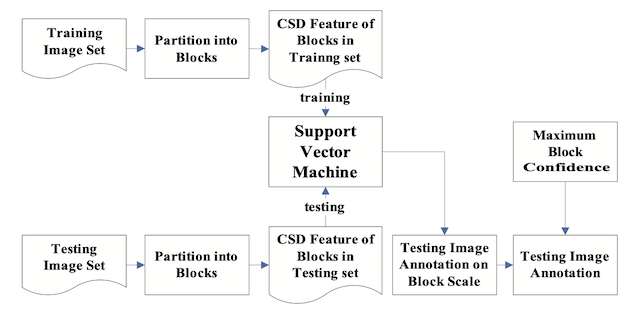 Training
Image Set
Partition into
Blocks
CSD Feature of
Blocks in
Trainng set
training
Support
Vector
Machine
Maximum
Block
Confidence
testing
Testing
Image Set
Partition into
Blocks
CSD Feature of
Blocks in
Testing set
Testing Image
Annotation on
Block Scale
Testing Image
Annotation